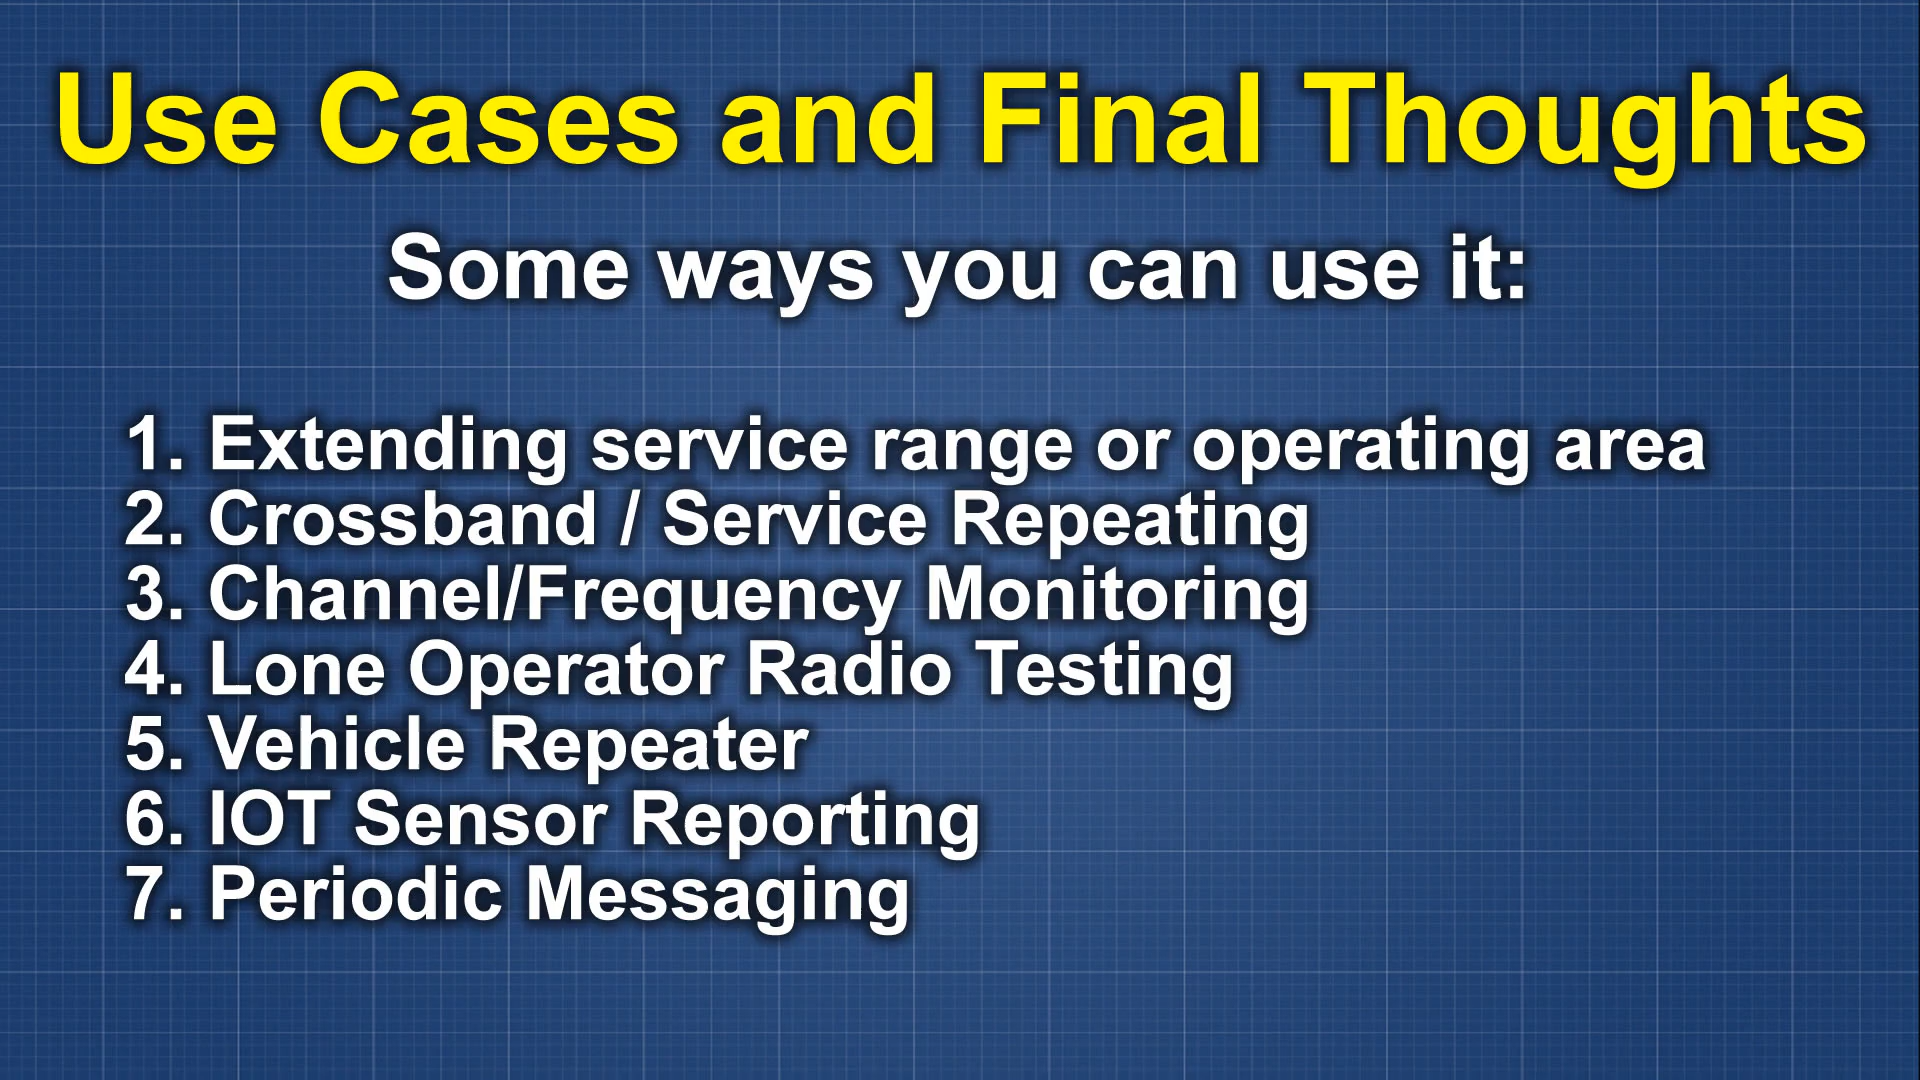 Use Cases and Final Thoughts
Some ways you can use it:
1. Extending service range or operating area
2. Crossband / Service Repeating
3. Channel/Frequency Monitoring
4. Lone Operator Radio Testing
5. Vehicle Repeater
6. IOT Sensor Reporting
7. Periodic Messaging